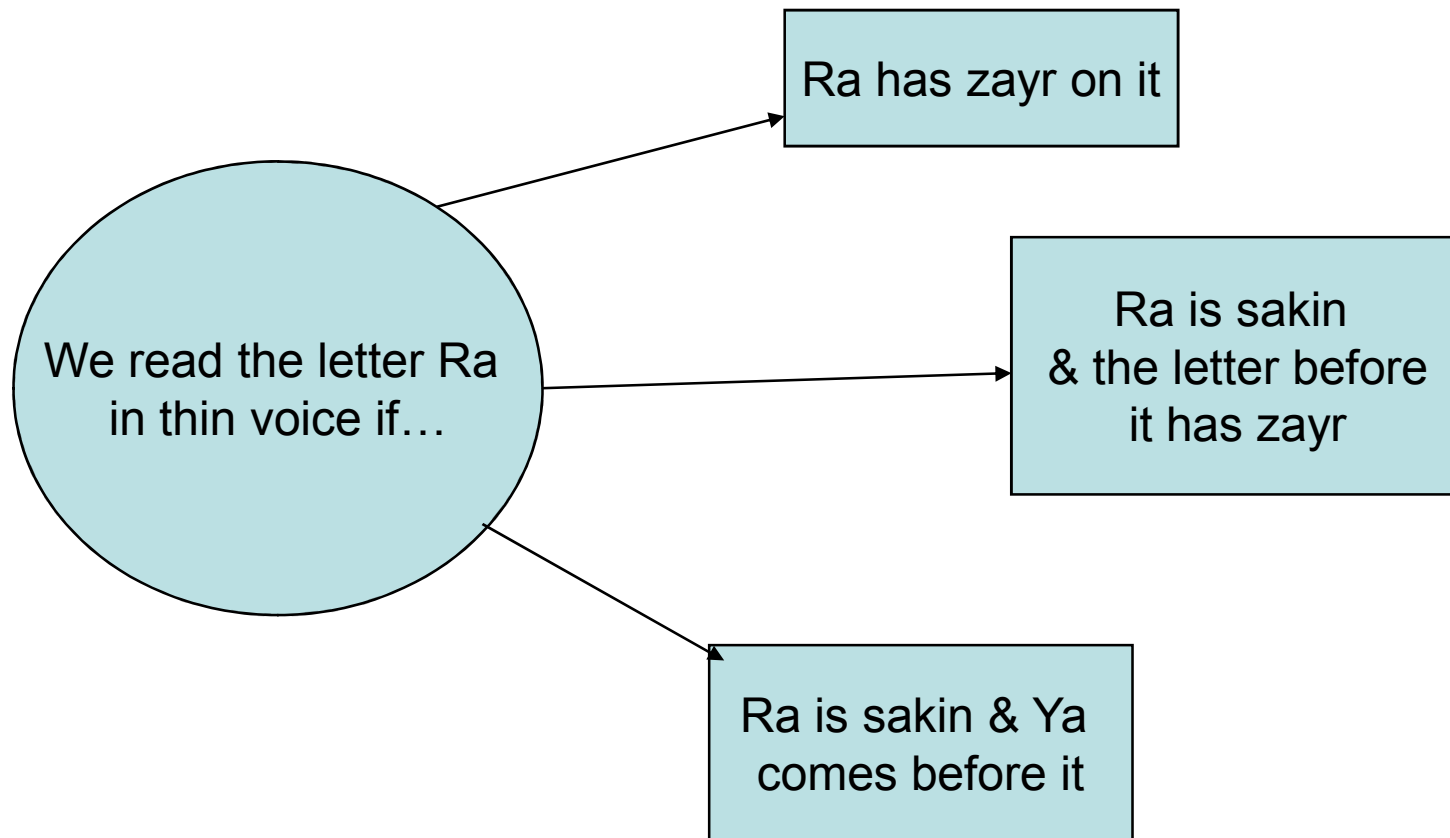 Ra has zayr on it
We read the letter Ra
in thin voice if…
Ra is sakin
& the letter before
it has zayr
Ra is sakin & Ya
comes before it